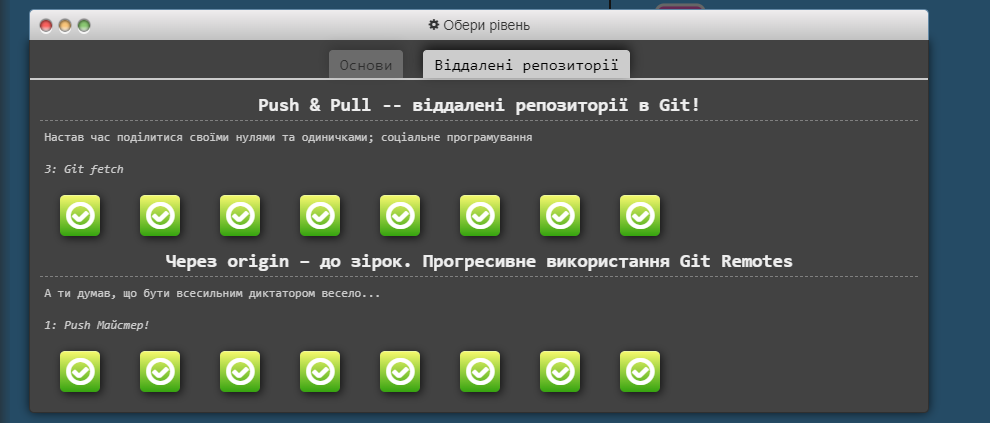 Обери рівень
Основи
Віддалені репозиторії
Push & Pull -- віддалені репозиторії в Git!
Настав час поділитися своїми нулями та одиничками; соціальне програмування
3: Git fetch
Через origin – до зірок. Прогресивне використання Git Remotes
А ти думав, що бути всесильним диктатором весело...
1: Push Майстер!